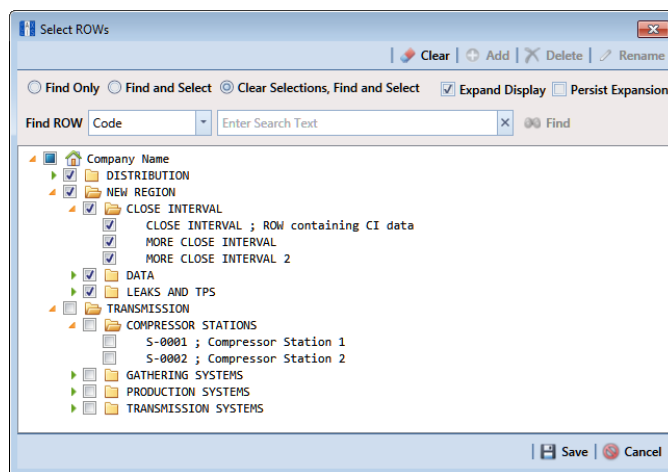 Select ROWs
Clear Add Delete Rename
Find Only Find and Select Clear Selections, Find and Select Expand Display Persist Expansion
Find ROW Code Enter Search Text Find
Company Name
DISTRIBUTION
NEW REGION
CLOSE INTERVAL
CLOSE INTERVAL ; ROW containing CI data
MORE CLOSE INTERVAL
MORE CLOSE INTERVAL 2
DATA
LEAKS AND TPS
TRANSMISSION
COMPRESSOR STATIONS
S-0001 ; Compressor Station 1
S-0002 ; Compressor Station 2
GATHERING SYSTEMS
PRODUCTION SYSTEMS
TRANSMISSION SYSTEMS
Save Cancel